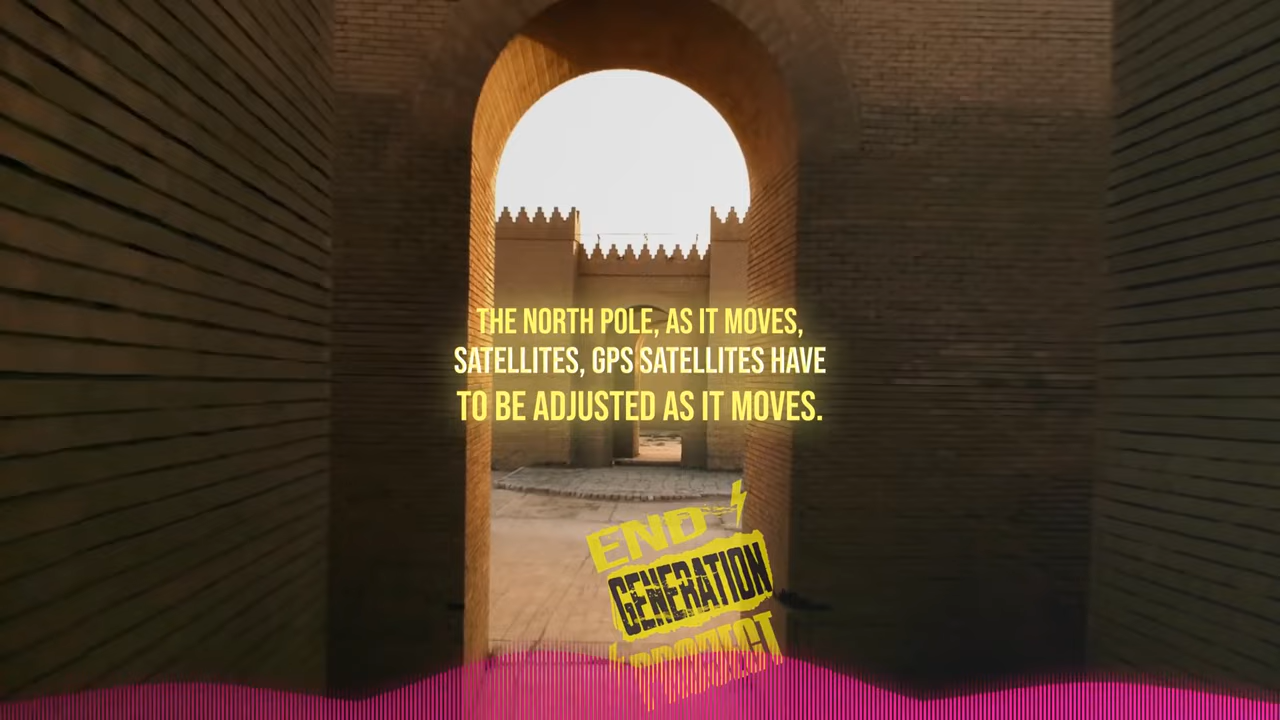 THE NORTH POLE, AS IT MOVES,
SATELLITES, GPS SATELLITES HAVE
TO BE ADJUSTED AS IT MOVES.
END
GENERATION